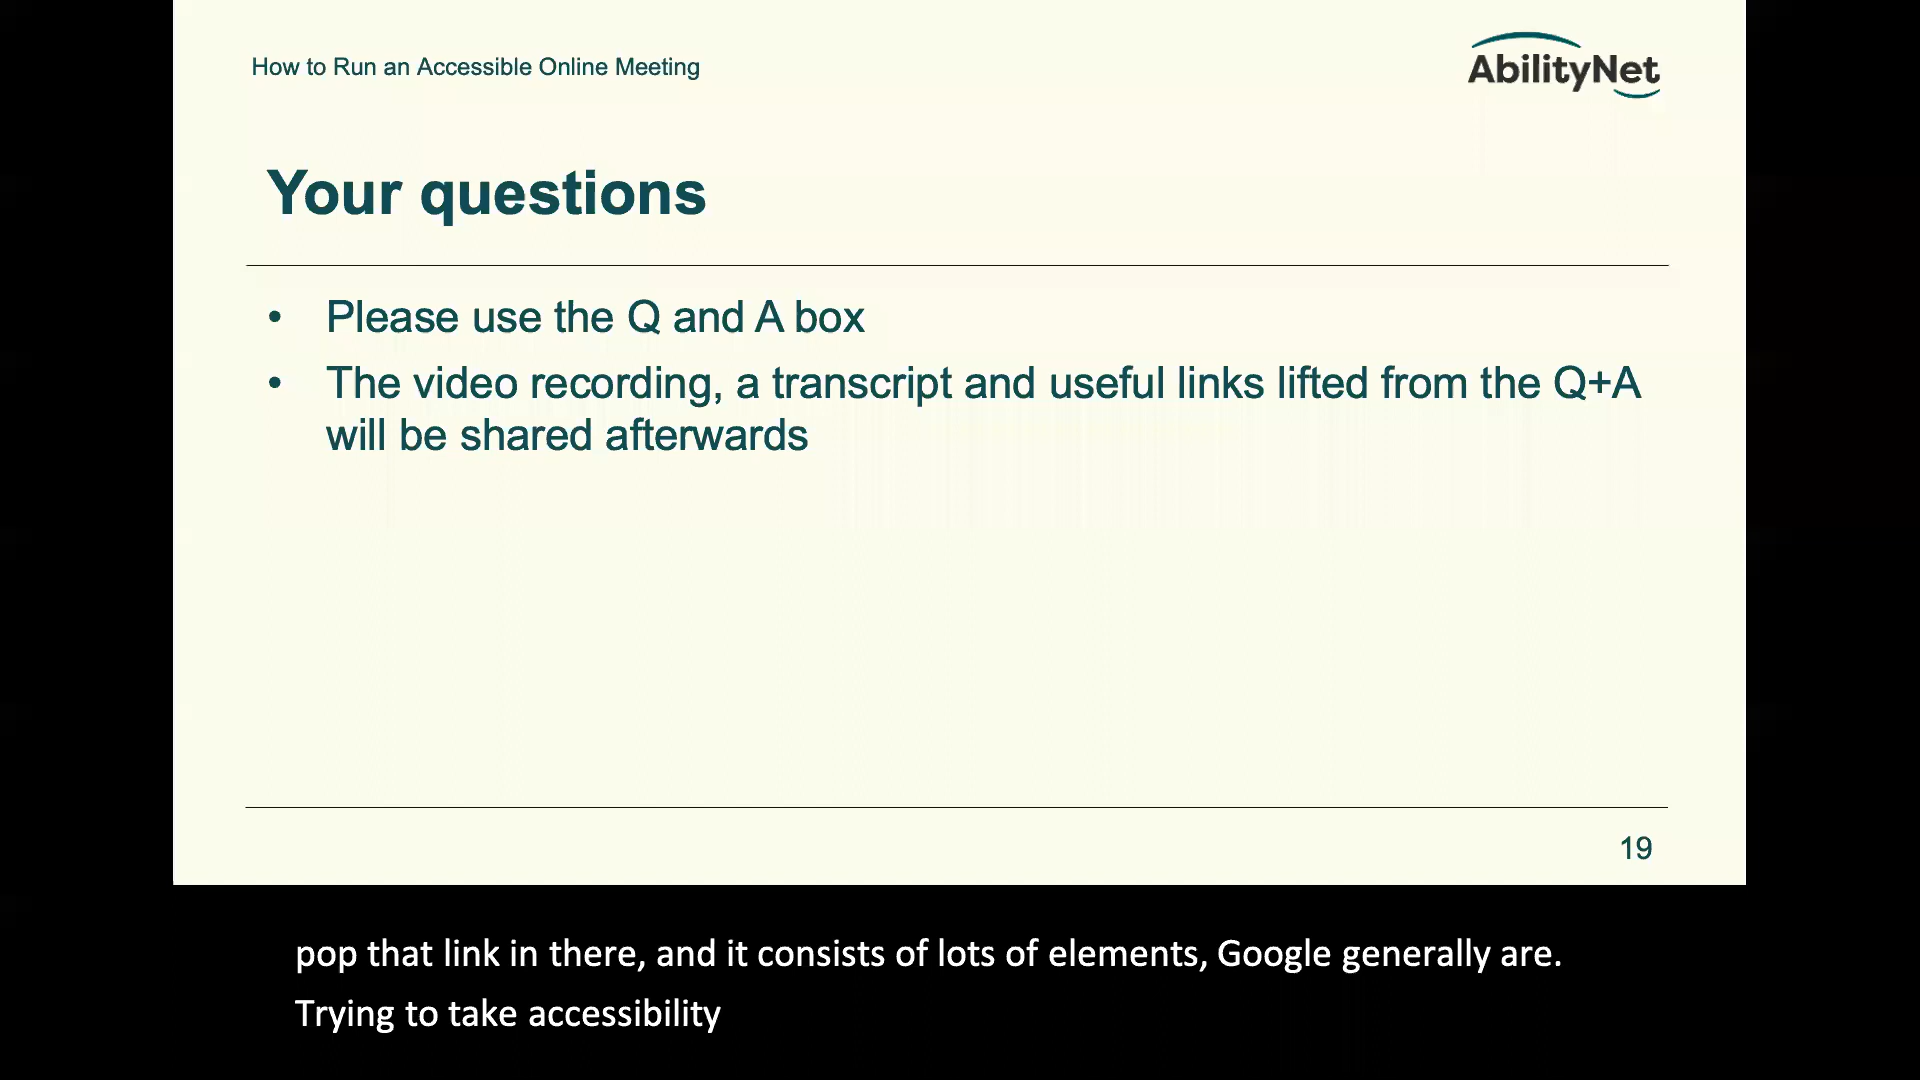 How to Run an Accessible Online Meeting
AbilityNet
Your questions
• Please use the Q and A box
• The video recording, a transcript and useful links lifted from the Q+A
will be shared afterwards
19
pop that link in there, and it consists of lots of elements, Google generally are.
Trying to take accessibility